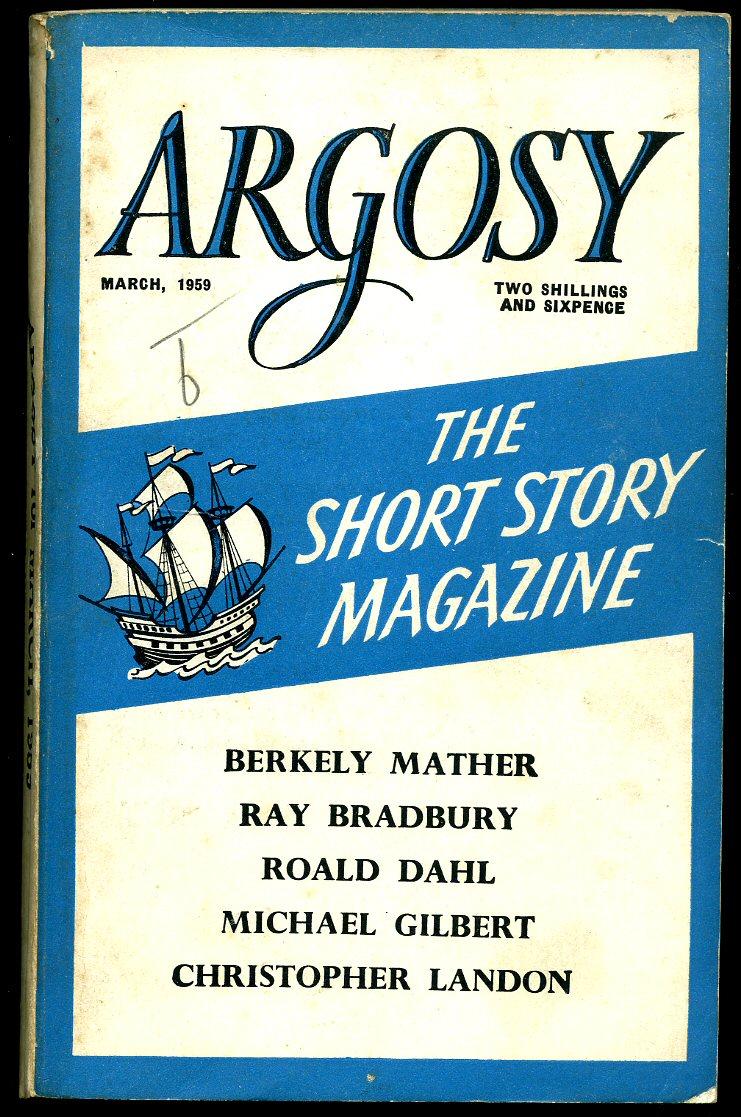 ARGOSY
MARCH, 1959
TWO SHILLINGS
AND SIXPENCE
6
THE
SHORT STORY
MAGAZINE
BERKELY MATHER
RAY BRADBURY
ROALD DAHL
MICHAEL GILBERT
CHRISTOPHER LANDON